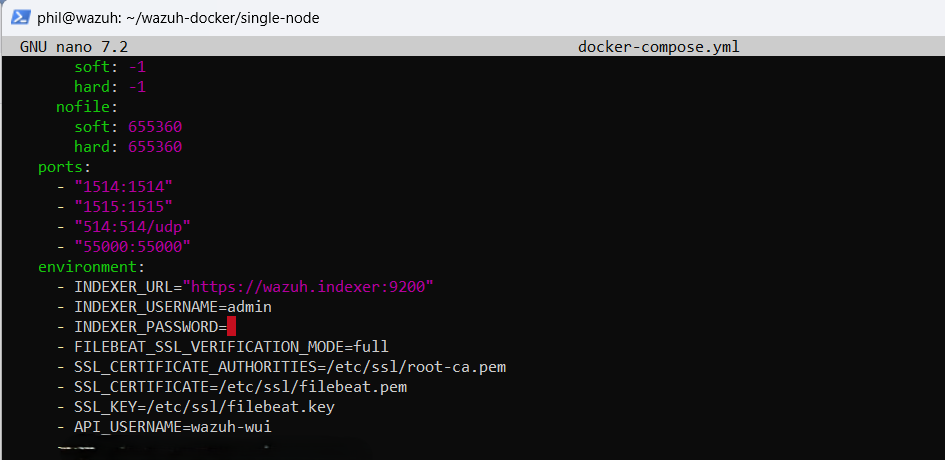 phil@wazuh: ~/wazuh-docker/single-node
GNU nano 7.2 docker-compose.yml
soft: -1
hard: -1
nofile:
soft: 655360
hard: 655360
ports:
- "1514:1514"
- "1515:1515"
- "514:514/udp"
- "55000:55000"
environment:
- INDEXER_URL="https://wazuh.indexer:9200"
- INDEXER_USERNAME=admin
- INDEXER_PASSWORD=
- FILEBEAT_SSL_VERIFICATION_MODE=full
- SSL_CERTIFICATE_AUTHORITIES=/etc/ssl/root-ca.pem
- SSL_CERTIFICATE=/etc/ssl/filebeat.pem
- SSL_KEY=/etc/ssl/filebeat.key
- API_USERNAME=wazuh-wui